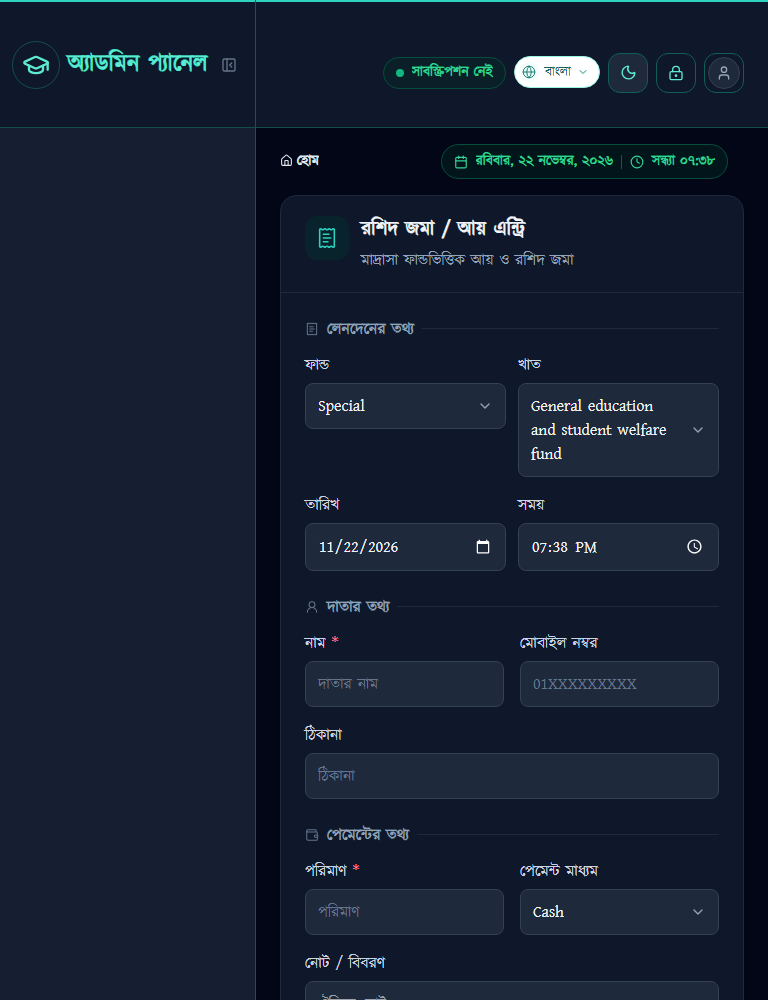 অ্যাডমিন প্যানেল
সাবস্ক্রিপশন নেই
বাংলা
হোম
রবিবার, ২২ নভেম্বর, ২০২৬
সন্ধ্যা ০৭:৩৮
রশিদ জমা / আয় এন্ট্রি
মাদ্রাসা ফান্ডভিত্তিক আয় ও রশিদ জমা
লেনদেনের তথ্য
ফান্ড
খাত
Special
General education
and student welfare
fund
তারিখ
সময়
11/22/2026
07:38 PM
দাতার তথ্য
নাম *
মোবাইল নম্বর
দাতার নাম
01XXXXXXXXX
ঠিকানা
ঠিকানা
পেমেন্টের তথ্য
পরিমাণ *
পেমেন্ট মাধ্যম
পরিমাণ
Cash
নোট / বিবরণ